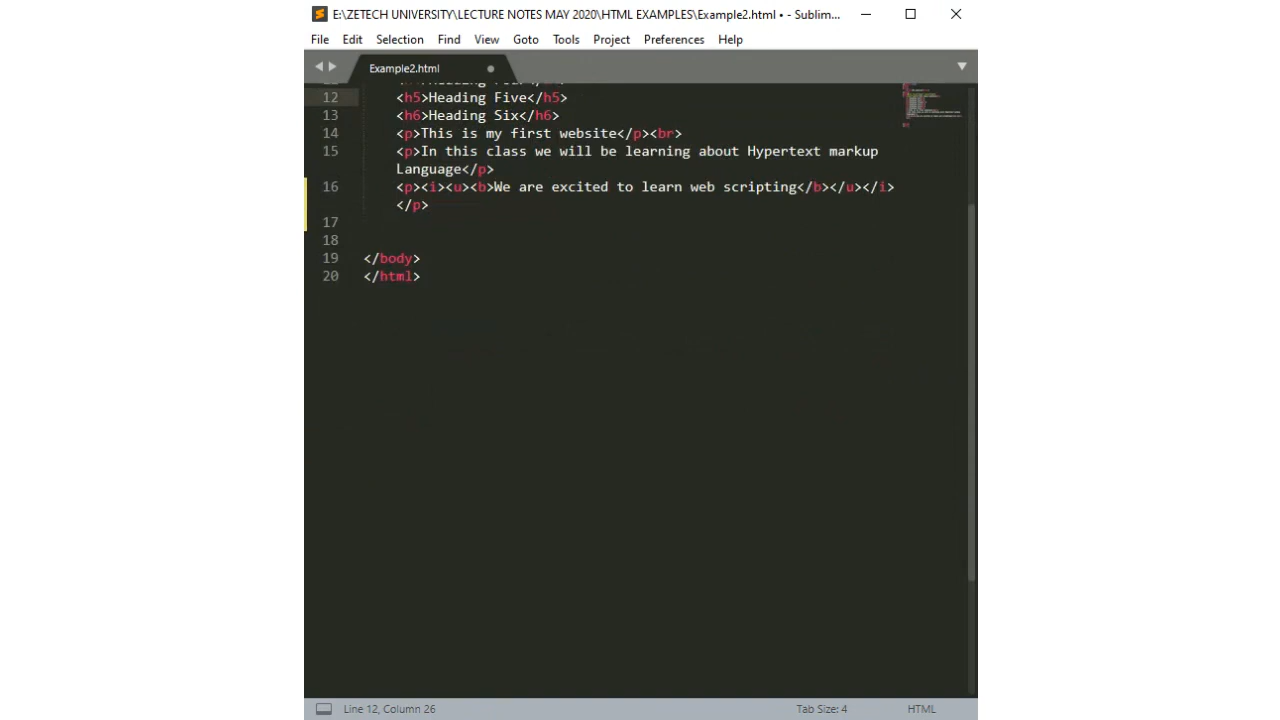 E:\ZETECH UNIVERSITY\LECTURE NOTES MAY 2020\HTML EXAMPLES\Example2.html • - Sublim...
File Edit Selection Find View Goto Tools Project Preferences Help
Example2.html
12 <h5>Heading Five</h5>
13 <h6>Heading Six</h6>
14 <p>This is my first website</p><br>
15 <p>In this class we will be learning about Hypertext markup
Language</p>
16 <p><i><u><b>We are excited to learn web scripting</b></u></i>
</p>
17
18
19 </body>
20 </html>
Line 12, Column 26 Tab Size: 4 HTML